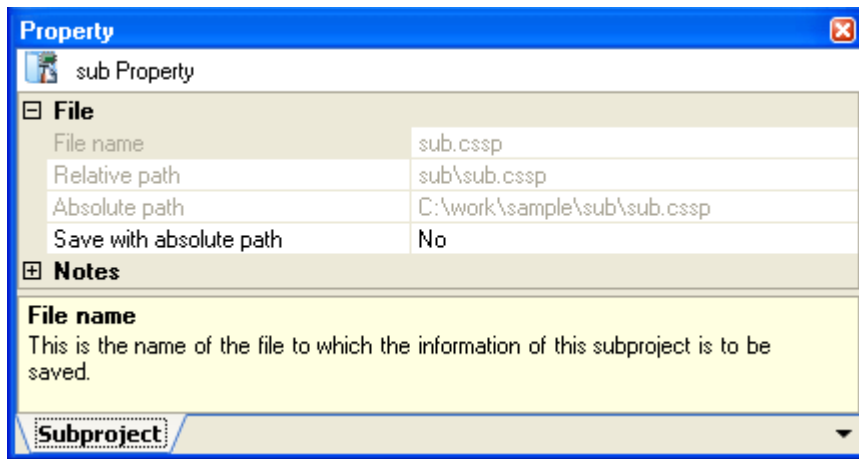 Property
sub Property
File
File name sub.cssp
Relative path sub\sub.cssp
Absolute path C:\work\sample\sub\sub.cssp
Save with absolute path No
Notes
File name
This is the name of the file to which the information of this subproject is to be
saved.
Subproject